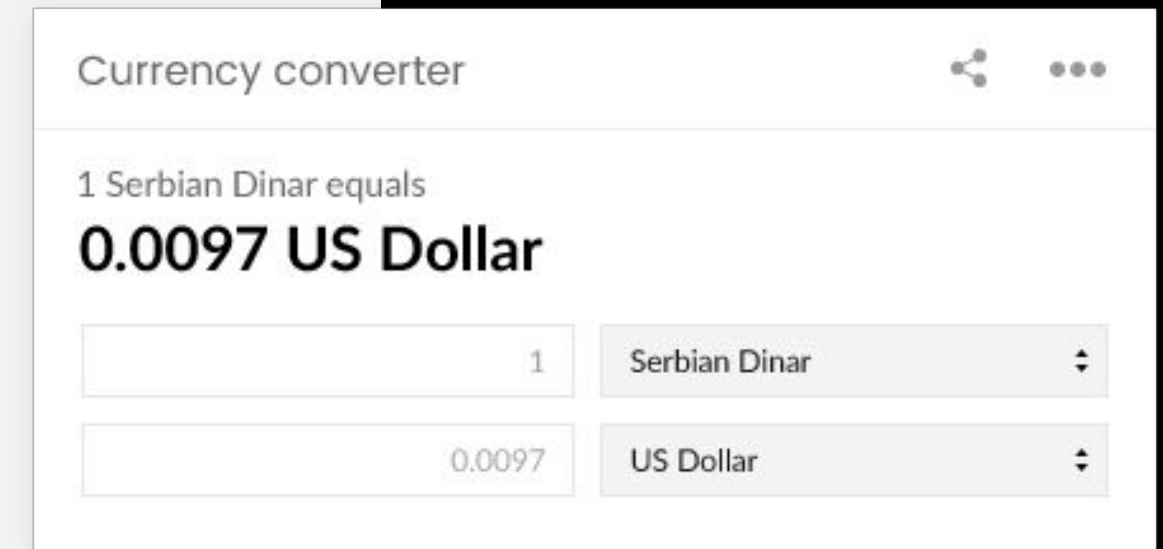 Currency converter
1 Serbian Dinar equals
0.0097 US Dollar
1 Serbian Dinar
0.0097 US Dollar